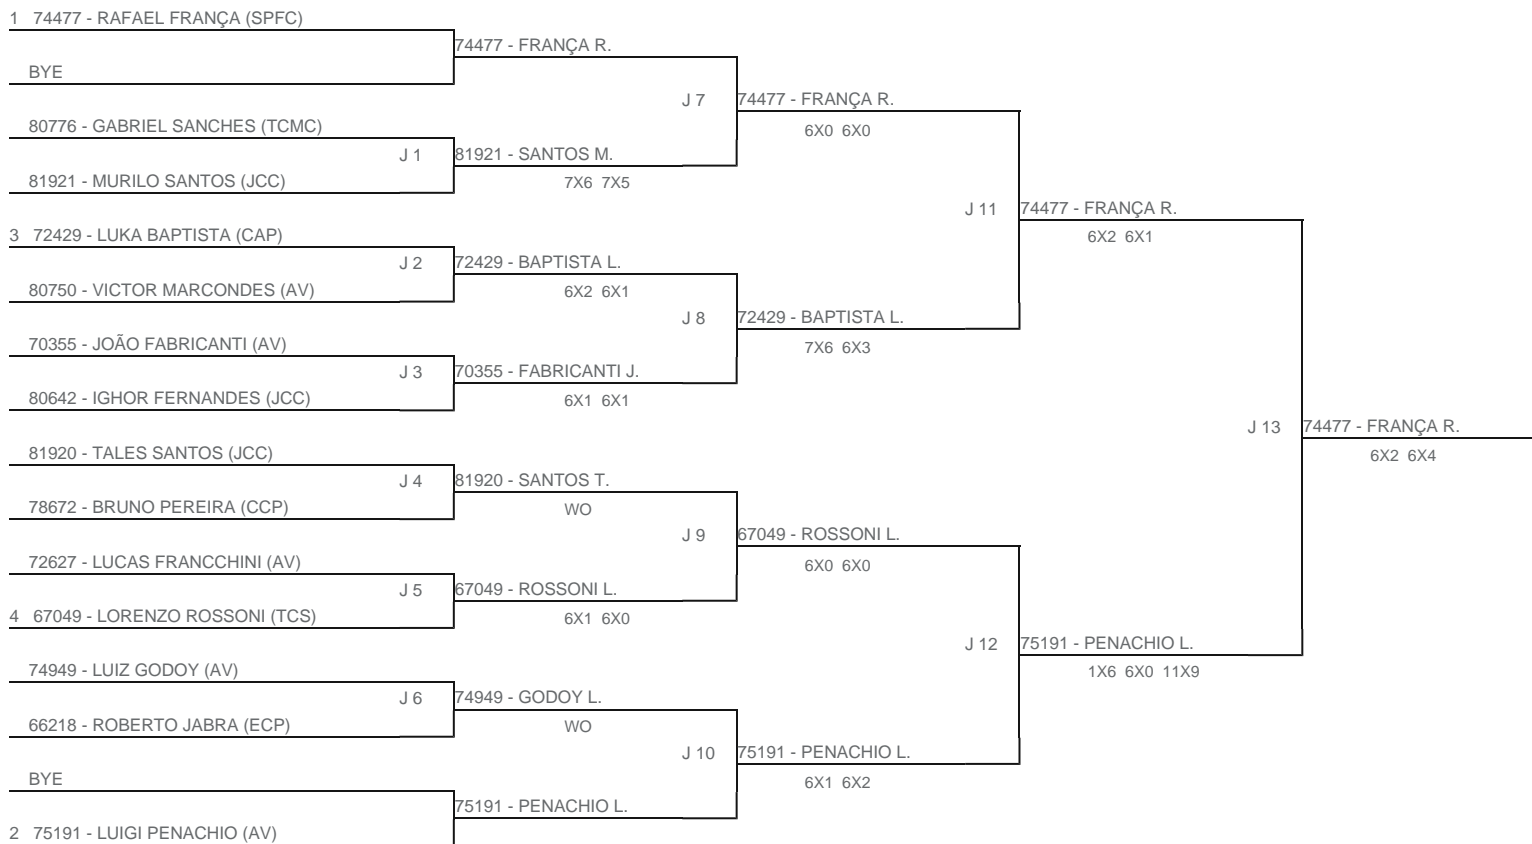 1 74477 - RAFAEL FRANÇA (SPFC)
74477 - FRANÇA R.
BYE
J 7
74477 - FRANÇA R.
6X0 6X0
80776 - GABRIEL SANCHES (TCMC)
J 1
81921 - SANTOS M.
7X6 7X5
81921 - MURILO SANTOS (JCC)
J 11
74477 - FRANÇA R.
6X2 6X1
3 72429 - LUKA BAPTISTA (CAP)
J 2
72429 - BAPTISTA L.
6X2 6X1
80750 - VICTOR MARCONDES (AV)
J 8
72429 - BAPTISTA L.
7X6 6X3
70355 - JOÃO FABRICANTI (AV)
J 3
70355 - FABRICANTI J.
6X1 6X1
80642 - IGHOR FERNANDES (JCC)
J 13
74477 - FRANÇA R.
6X2 6X4
81920 - TALES SANTOS (JCC)
J 4
81920 - SANTOS T.
WO
78672 - BRUNO PEREIRA (CCP)
J 9
67049 - ROSSONI L.
6X0 6X0
72627 - LUCAS FRANCCHINI (AV)
J 5
67049 - ROSSONI L.
6X1 6X0
4 67049 - LORENZO ROSSONI (TCS)
J 12
75191 - PENACHIO L.
1X6 6X0 11X9
74949 - LUIZ GODOY (AV)
J 6
74949 - GODOY L.
WO
66218 - ROBERTO JABRA (ECP)
J 10
75191 - PENACHIO L.
6X1 6X2
BYE
75191 - PENACHIO L.
2 75191 - LUIGI PENACHIO (AV)